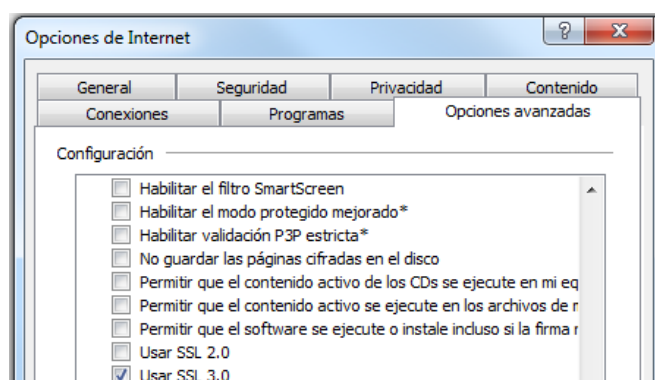 Opciones de Internet
General Seguridad Privacidad Contenido
Conexiones Programas Opciones avanzadas
Configuración
Habilitar el filtro SmartScreen
Habilitar el modo protegido mejorado*
Habilitar validación P3P estricta*
No guardar las páginas cifradas en el disco
Permitir que el contenido activo de los CDs se ejecute en mi eq
Permitir que el contenido activo se ejecute en los archivos de
Permitir que el software se ejecute o instale incluso si la firma
Usar SSL 2.0
Usar SSL 3.0